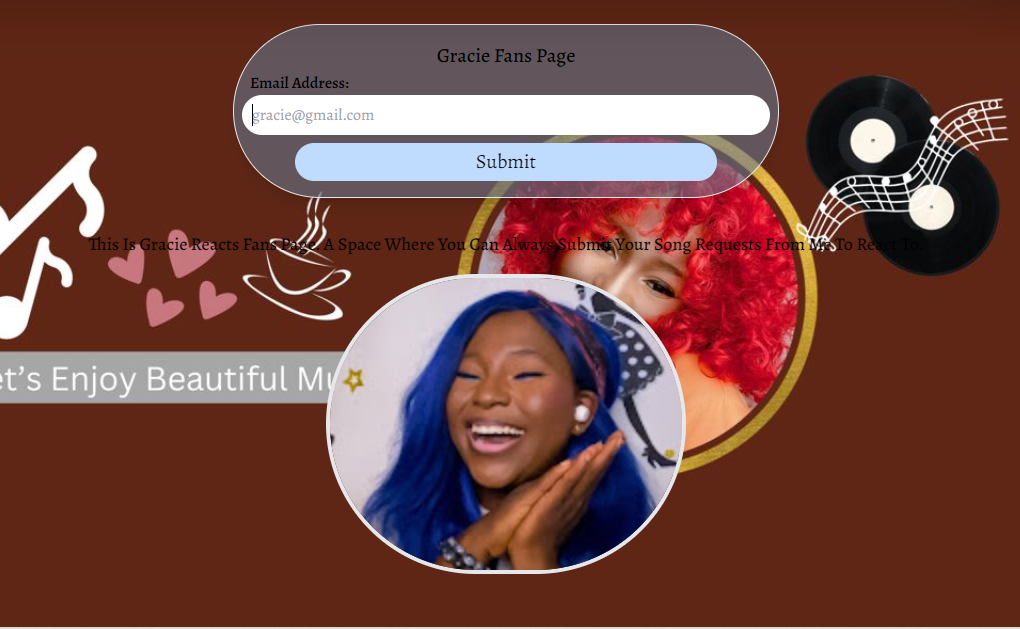 Gracie Fans Page
Email Address:
gracie@gmail.com
Submit
This Is Gracie Reacts Fans Page, A Space Where You Can Always Submit Your Song Requests From Me To React To.
et's Enjoy Beautiful Mu